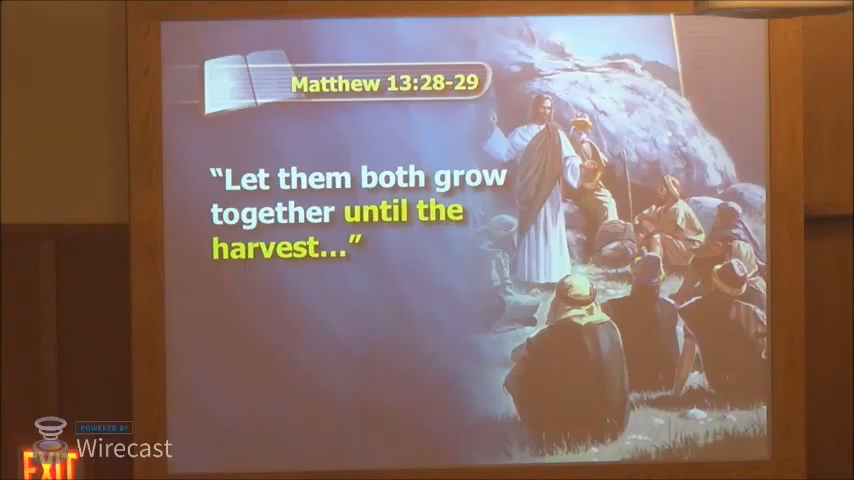 Matthew 13:28-29
“Let them both grow
together until the
harvest...”
POWERED BY
Wirecast
EXIT